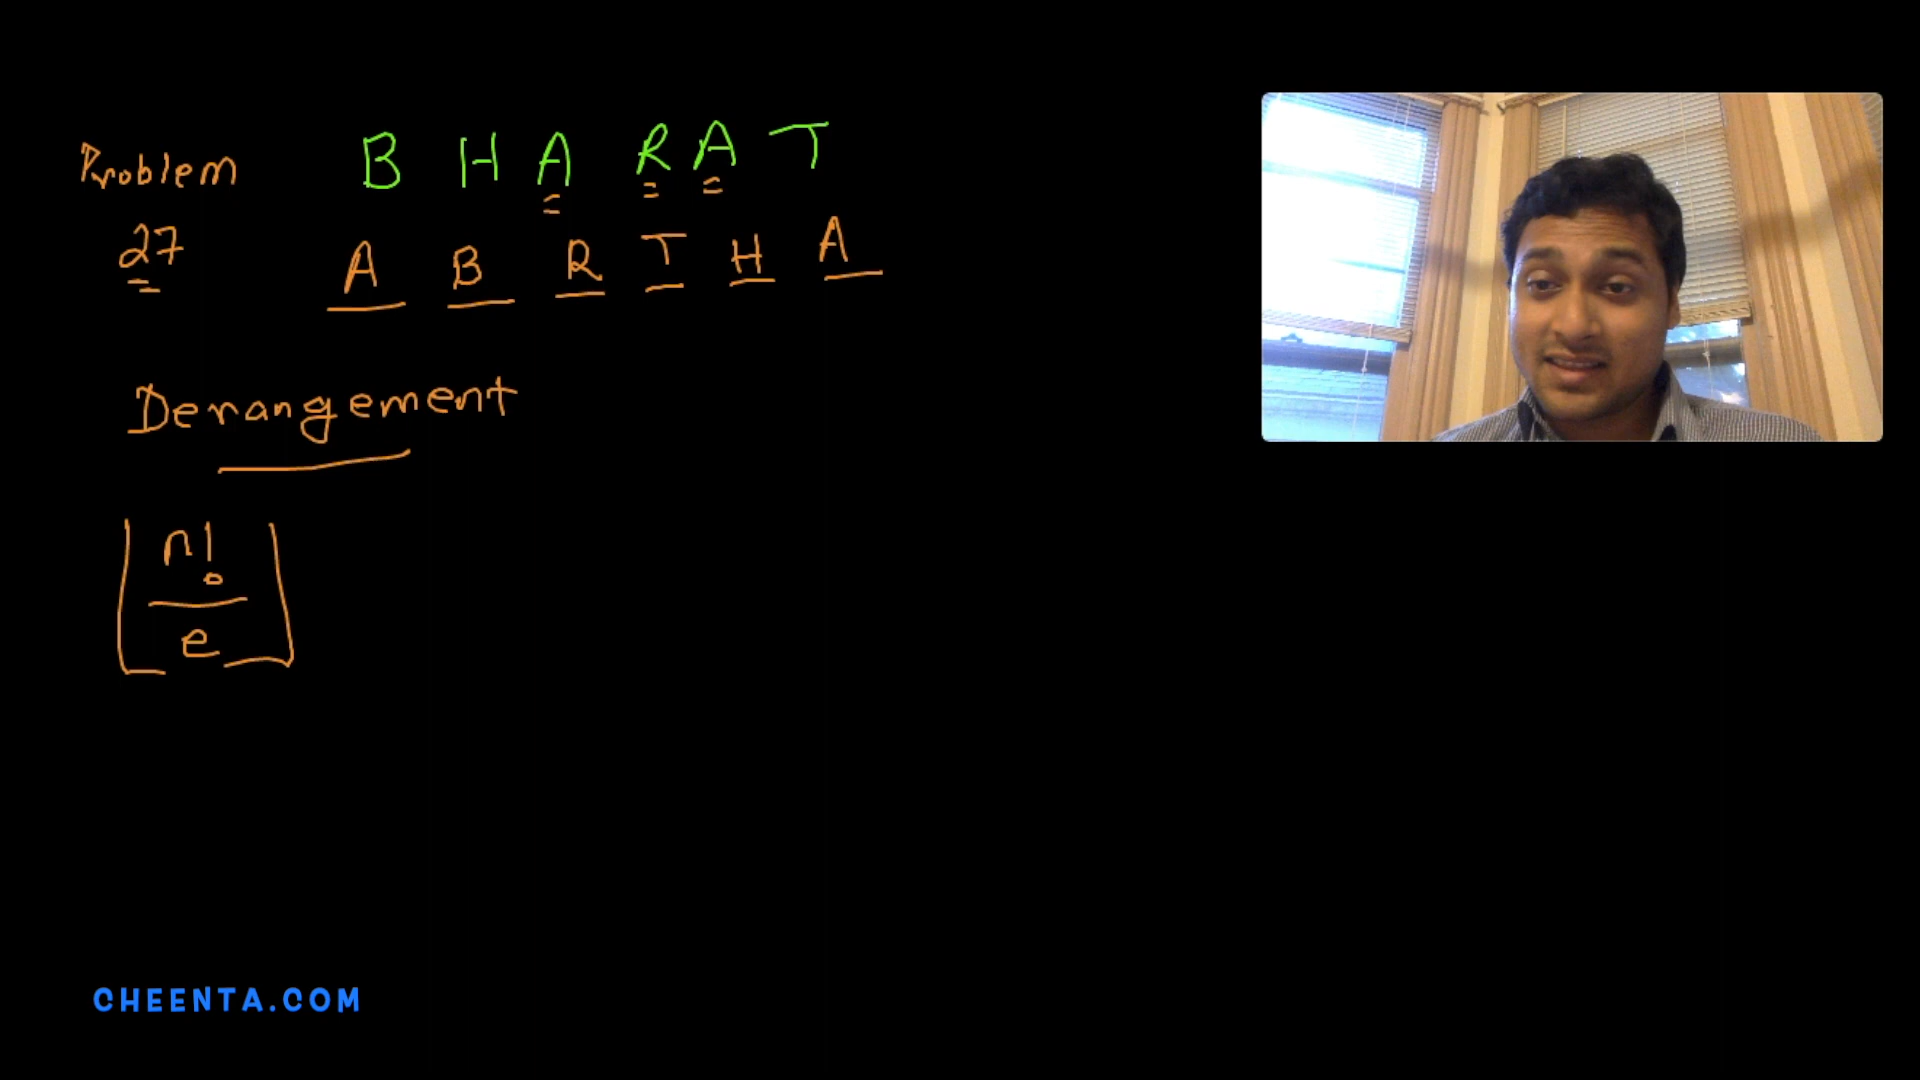 Problem
27
B H A R A T
A B R T H A
Derangement
n!
e
CHEENTA.COM